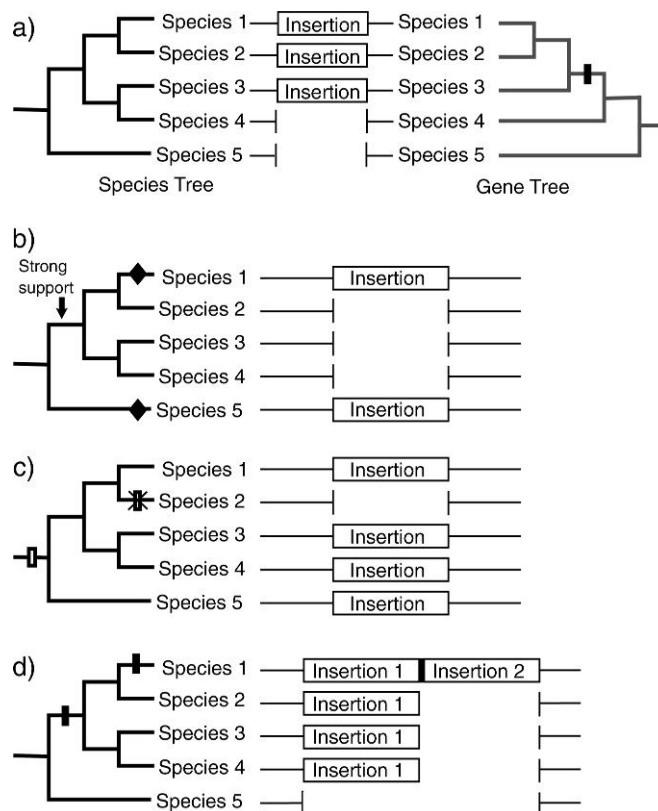 a)
Species 1 Insertion Species 1
Species 2 Insertion Species 2
Species 3 Insertion Species 3
Species 4 Species 4
Species 5 Species 5
Species Tree Gene Tree
b)
Strong
support
Species 1 Insertion
Species 2
Species 3
Species 4
Species 5 Insertion
c)
Species 1 Insertion
Species 2
Species 3 Insertion
Species 4 Insertion
Species 5 Insertion
d)
Species 1 Insertion 1 Insertion 2
Species 2 Insertion 1
Species 3 Insertion 1
Species 4 Insertion 1
Species 5